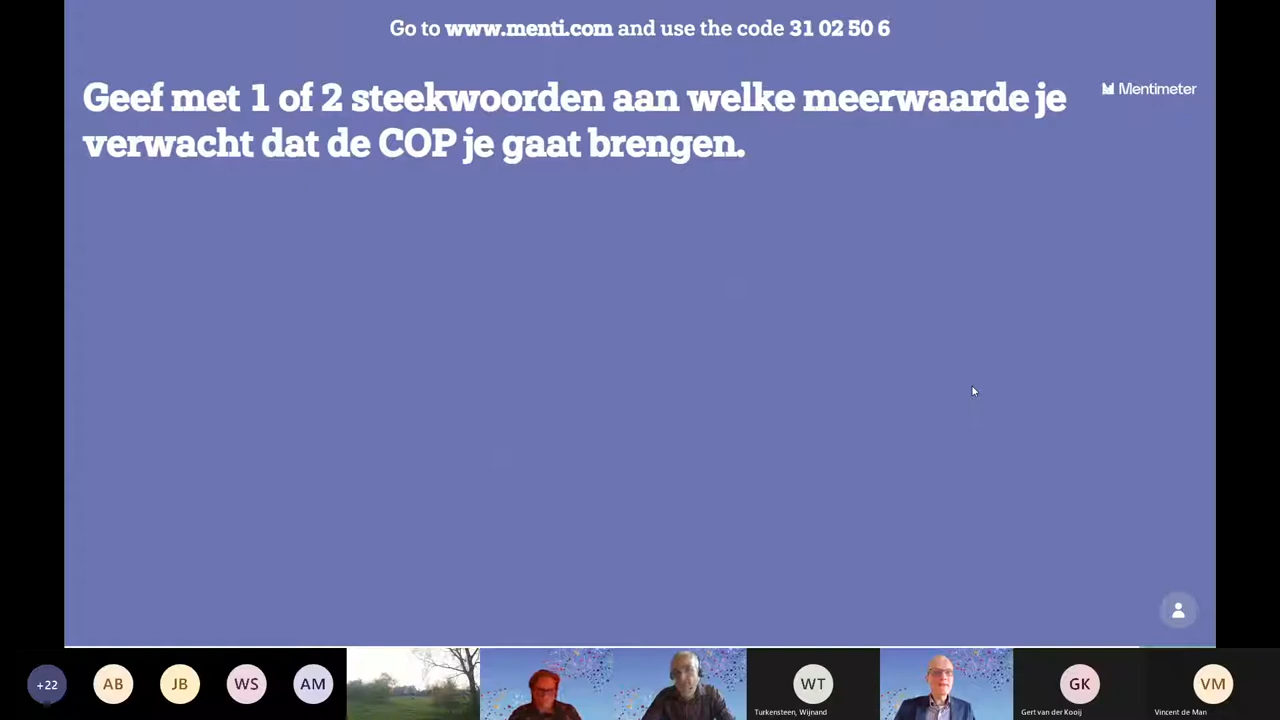 Go to www.menti.com and use the code 31 02 50 6
Geef met 1 of 2 steekwoorden aan welke meerwaarde je
verwacht dat de COP je gaat brengen.
Mentimeter
+22
AB
JB
WS
AM
WT
Turkensteen, Wijnand
GK
Gert van der Kooij
VM
Vincent de Man